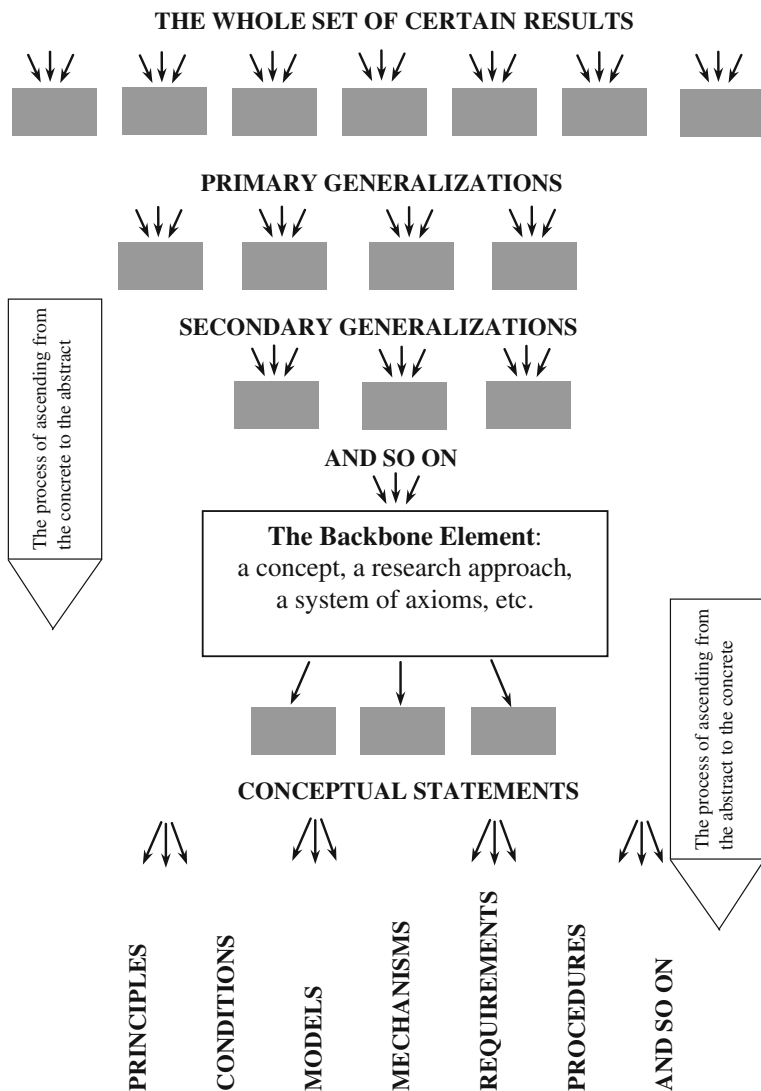 THE WHOLE SET OF CERTAIN RESULTS
PRIMARY GENERALIZATIONS
The process of ascending from
the concrete to the abstract
SECONDARY GENERALIZATIONS
AND SO ON
The Backbone Element:
a concept, a research approach,
a system of axioms, etc.
The process of ascending from
the abstract to the concrete
CONCEPTUAL STATEMENTS
PRINCIPLES
CONDITIONS
MODELS
MECHANISMS
REQUIREMENTS
PROCEDURES
AND SO ON